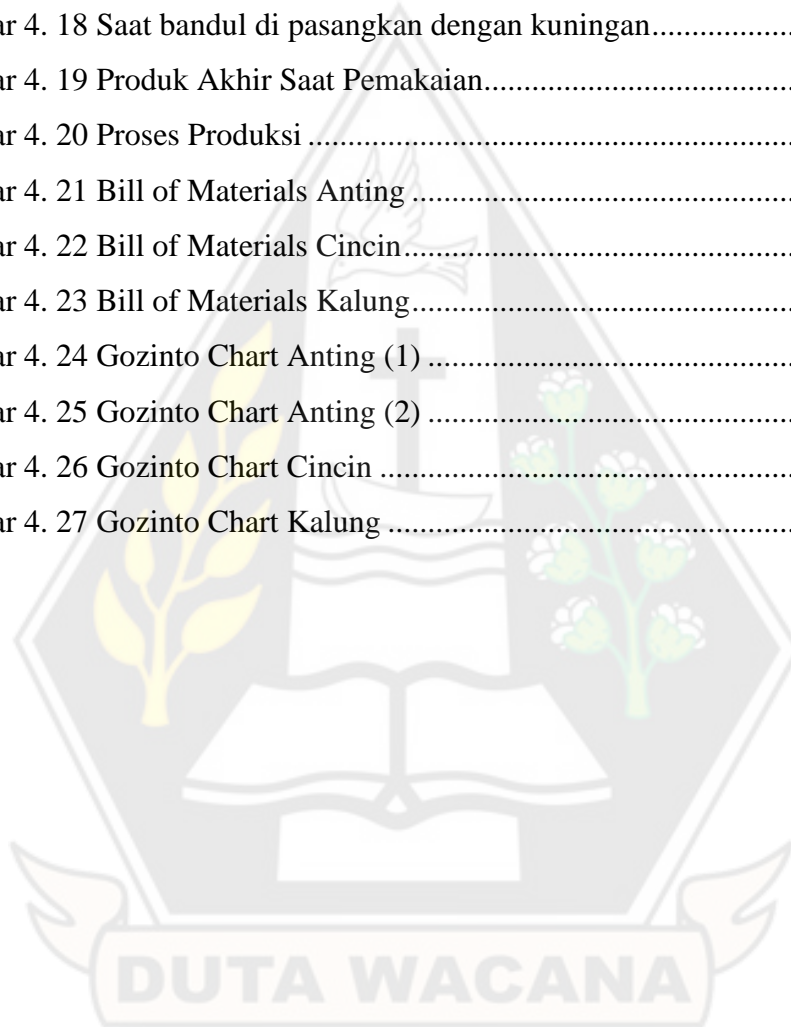 ar 4. 18 Saat bandul di pasangkan dengan kuningan..................
ar 4. 19 Produk Akhir Saat Pemakaian.......................................
ar 4. 20 Proses Produksi .............................................................
ar 4. 21 Bill of Materials Anting ................................................
ar 4. 22 Bill of Materials Cincin.................................................
ar 4. 23 Bill of Materials Kalung................................................
ar 4. 24 Gozinto Chart Anting (1) ..............................................
ar 4. 25 Gozinto Chart Anting (2) ..............................................
ar 4. 26 Gozinto Chart Cincin ....................................................
ar 4. 27 Gozinto Chart Kalung ...................................................
DUTA WACANA